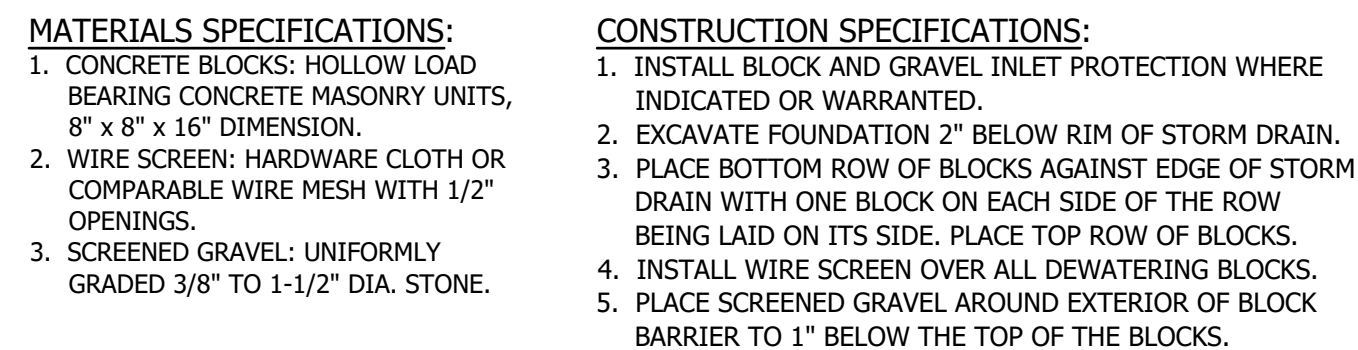 MATERIALS SPECIFICATIONS:
1. CONCRETE BLOCKS: HOLLOW LOAD
BEARING CONCRETE MASONRY UNITS,
8" x 8" x 16" DIMENSION.
2. WIRE SCREEN: HARDWARE CLOTH OR
COMPARABLE WIRE MESH WITH 1/2"
OPENINGS.
3. SCREENED GRAVEL: UNIFORMLY
GRADED 3/8" TO 1-1/2" DIA. STONE.
CONSTRUCTION SPECIFICATIONS:
1. INSTALL BLOCK AND GRAVEL INLET PROTECTION WHERE
INDICATED OR WARRANTED.
2. EXCAVATE FOUNDATION 2" BELOW RIM OF STORM DRAIN.
3. PLACE BOTTOM ROW OF BLOCKS AGAINST EDGE OF STORM
DRAIN WITH ONE BLOCK ON EACH SIDE OF THE ROW
BEING LAID ON ITS SIDE. PLACE TOP ROW OF BLOCKS.
4. INSTALL WIRE SCREEN OVER ALL DEWATERING BLOCKS.
5. PLACE SCREENED GRAVEL AROUND EXTERIOR OF BLOCK
BARRIER TO 1" BELOW THE TOP OF THE BLOCKS.